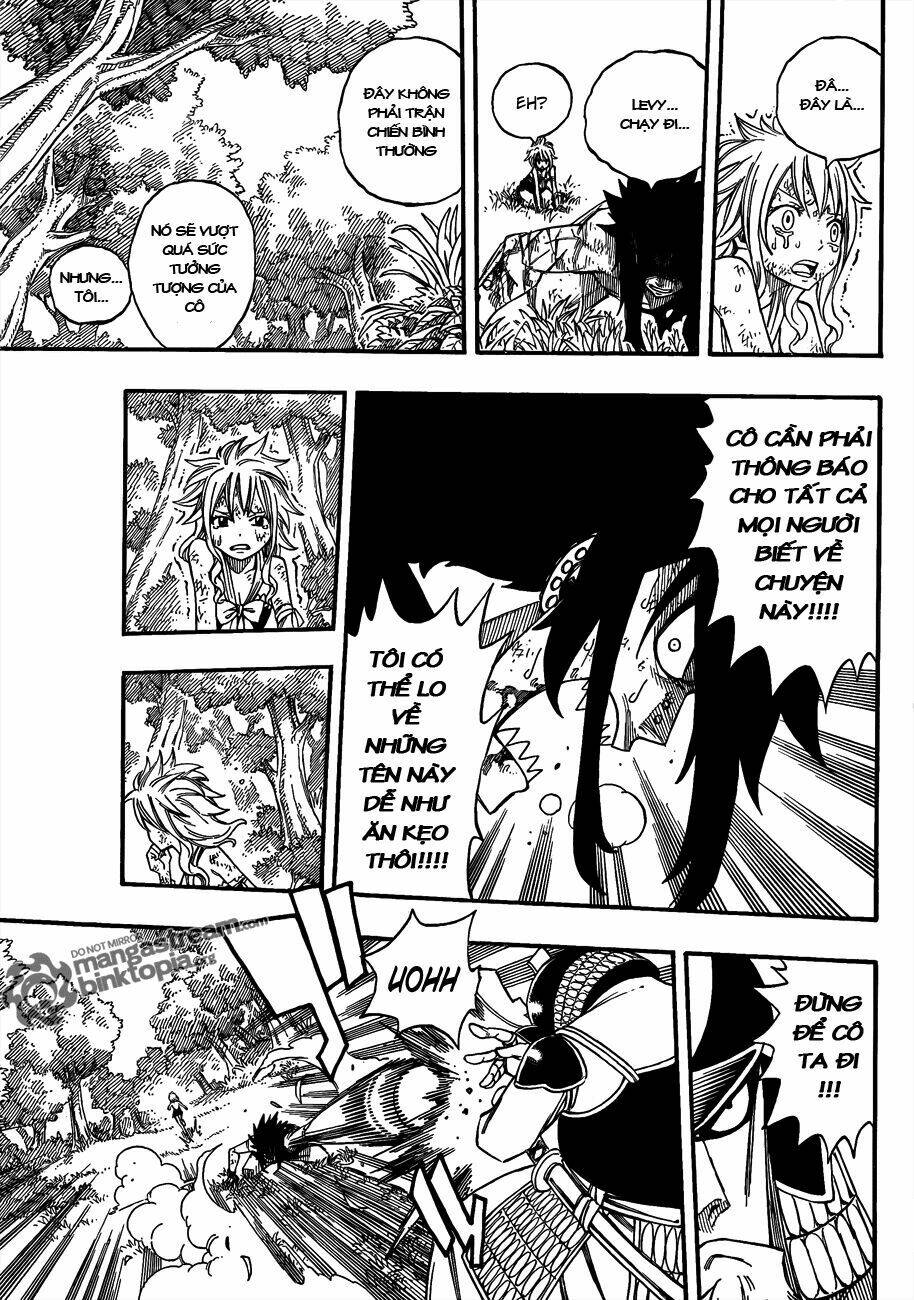 ĐÂ...
ĐÂY LÀ...
LEVY...
CHẠY ĐI...
EH?
ĐÂY KHÔNG
PHẢI TRẬN
CHIẾN BÌNH
THƯỜNG
NÓ SẼ VƯỢT
QUÁ SỨC
TƯỞNG
TƯỢNG CỦA
CÔ
NHƯNG...
TÔI...
CÔ CẦN PHẢI
THÔNG BÁO
CHO TẤT CẢ
MỌI NGƯỜI
BIẾT VỀ
CHUYỆN
NÀY!!!!
TÔI CÓ
THỂ LO
VỀ
NHỮNG
TÊN NÀY
DỄ NHƯ
ĂN KẸO
THÔI!!!!
ĐỪNG
ĐỂ CÔ
TA ĐI
!!!
UOHH
DO NOT MIRROR
mangastream.com
binktopia.org